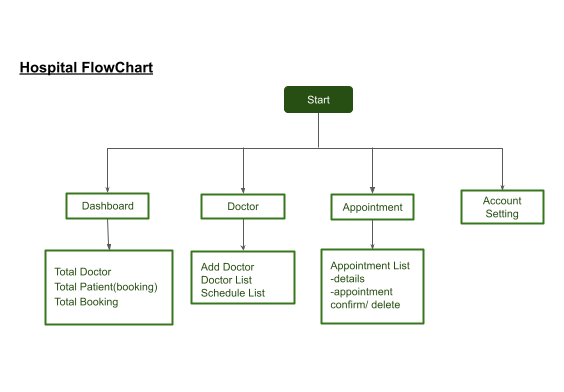 Hospital FlowChart
Start
Dashboard
Doctor
Appointment
Account
Setting
Total Doctor
Total Patient(booking)
Total Booking
Add Doctor
Doctor List
Schedule List
Appointment List
-details
-appointment
confirm/ delete